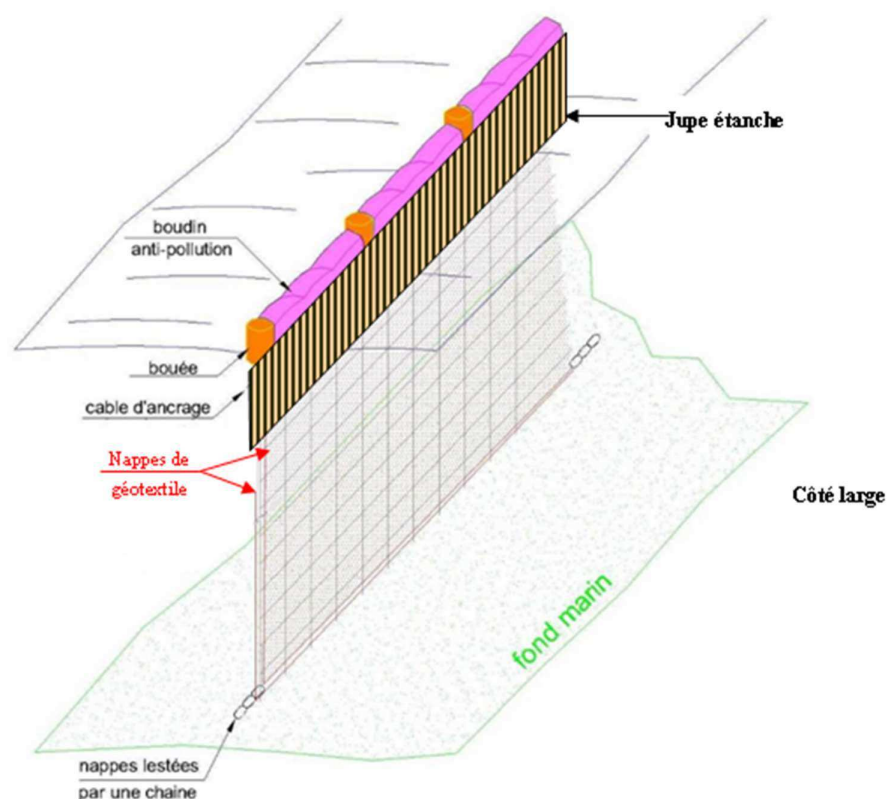 Jupe étanche
boudin
anti-pollution
bouée
cable d'ancrage
Nappes de
géotextile
Côté large
fond marin
nappes lestées
par une chaine